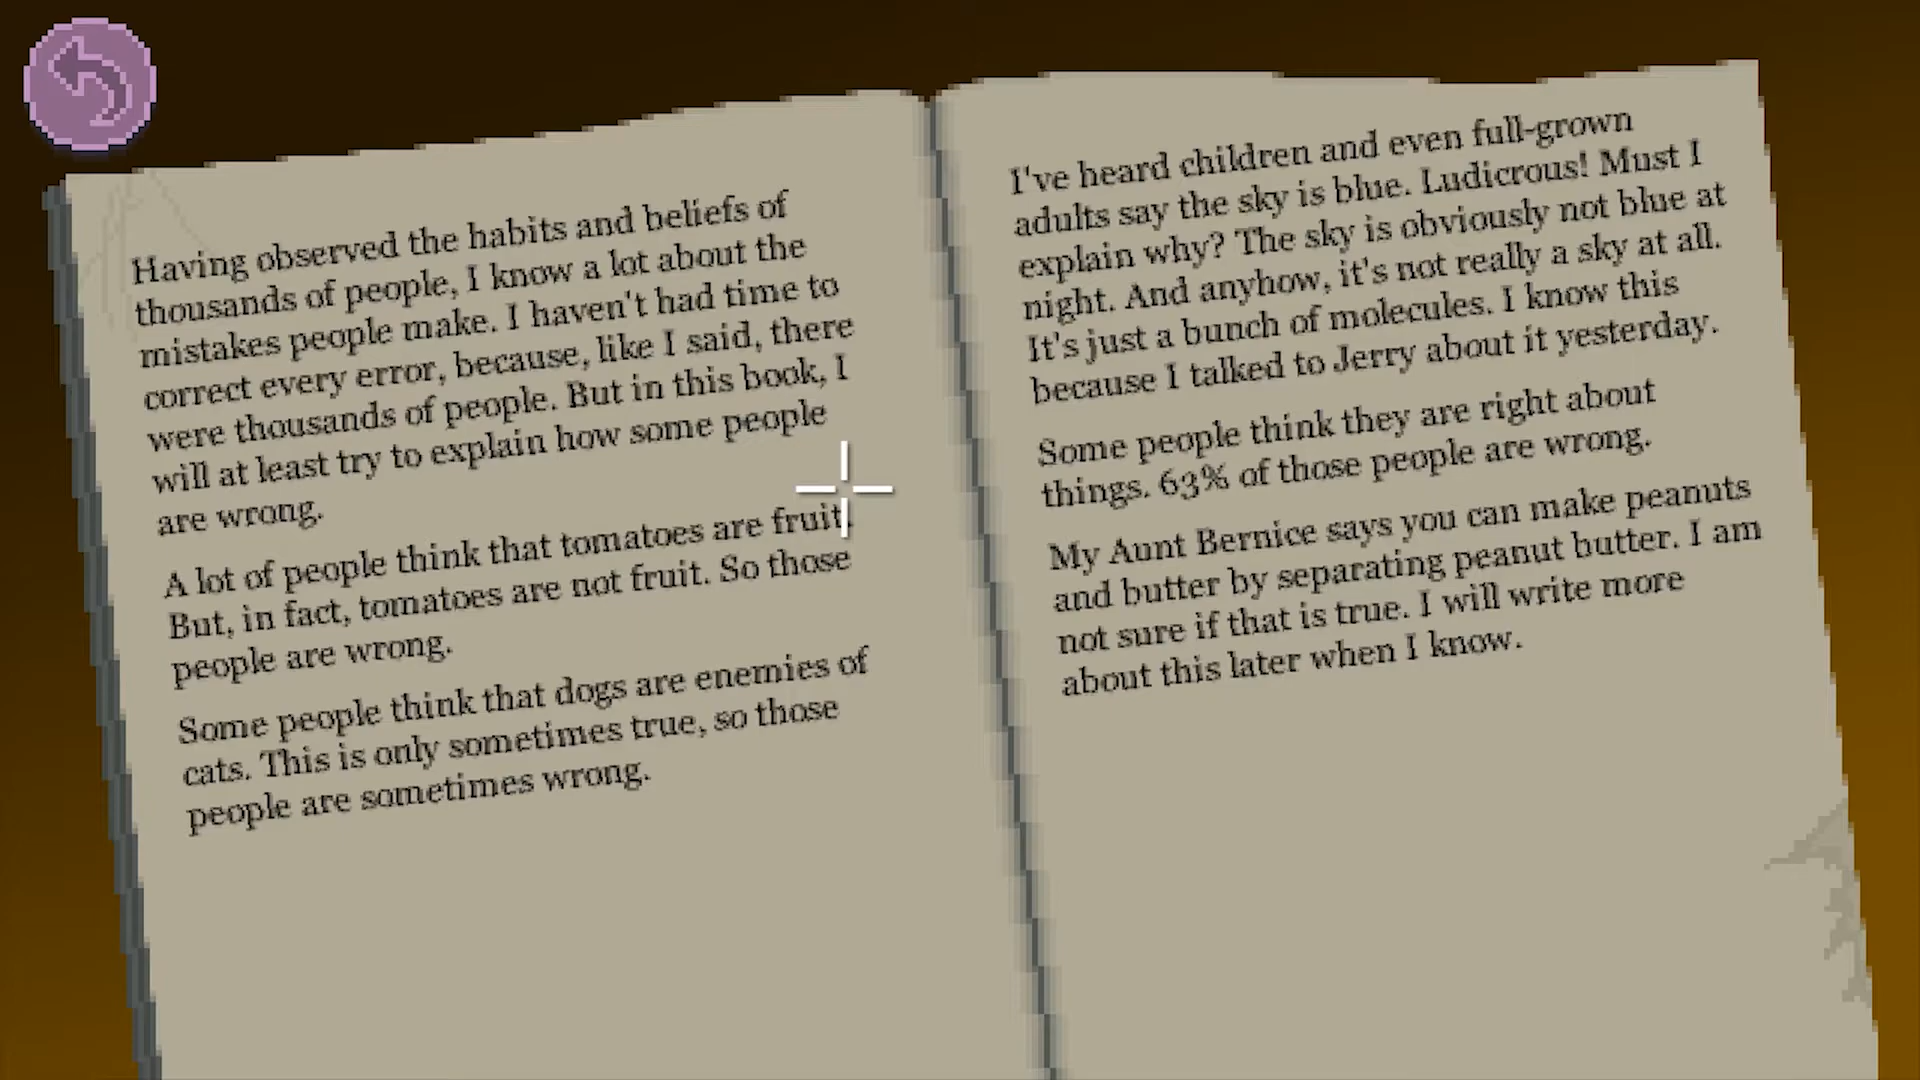 Having observed the habits and beliefs of
thousands of people, I know a lot about the
mistakes people make. I haven't had time to
correct every error, because, like I said, there
were thousands of people. But in this book, I
will at least try to explain how some people
are wrong.
A lot of people think that tomatoes are fruit.
But, in fact, tomatoes are not fruit. So those
people are wrong.
Some people think that dogs are enemies of
cats. This is only sometimes true, so those
people are sometimes wrong.
I've heard children and even full-grown
adults say the sky is blue. Ludicrous! Must I
explain why? The sky is obviously not blue at
night. And anyhow, it's not really a sky at all.
It's just a bunch of molecules. I know this
because I talked to Jerry about it yesterday.
Some people think they are right about
things. 63% of those people are wrong.
My Aunt Bernice says you can make peanuts
and butter by separating peanut butter. I am
not sure if that is true. I will write more
about this later when I know.